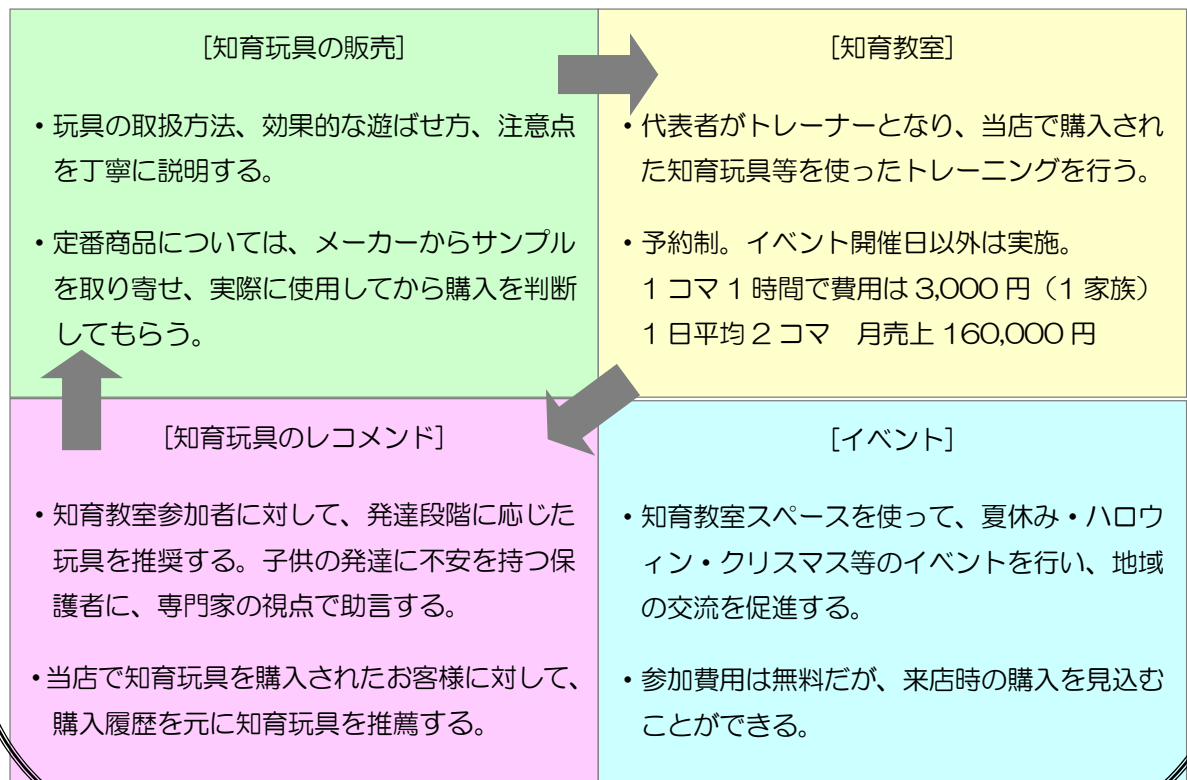 [知育玩具の販売]
・玩具の取扱方法、効果的な遊ばせ方、注意点
を丁寧に説明する。
・定番商品については、メーカーからサンプル
を取り寄せ、実際に使用してから購入を判断
してもらう。
[知育教室]
・代表者がトレーナーとなり、当店で購入され
た知育玩具等を使ったトレーニングを行う。
・予約制。イベント開催日以外は実施。
1コマ1時間で費用は3,000円（1家族）
1日平均2コマ　月売上160,000円
[知育玩具のレコメンド]
・知育教室参加者に対して、発達段階に応じた
玩具を推奨する。子供の発達に不安を持つ保
護者に、専門家の視点で助言する。
・当店で知育玩具を購入されたお客様に対して、
購入履歴を元に知育玩具を推薦する。
[イベント]
・知育教室スペースを使って、夏休み・ハロウ
ィン・クリスマス等のイベントを行い、地域
の交流を促進する。
・参加費用は無料だが、来店時の購入を見込む
ことができる。